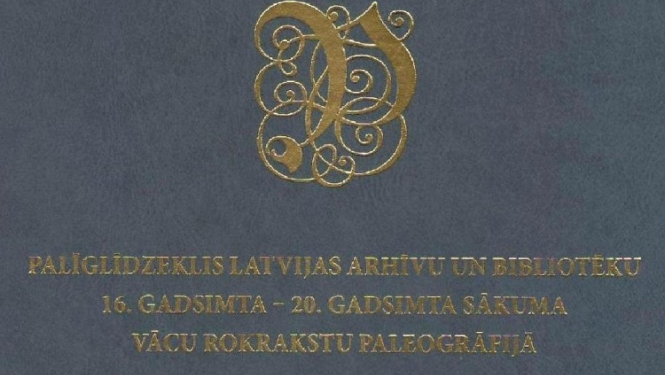 PALĪGLĪDZEKLIS LATVIJAS ARHĪVU UN BIBLIOTĒKU
16. GADSIMTA – 20. GADSIMTA SĀKUMA
VĀCU ROKRAKSTU PALEOGRĀFIJĀ